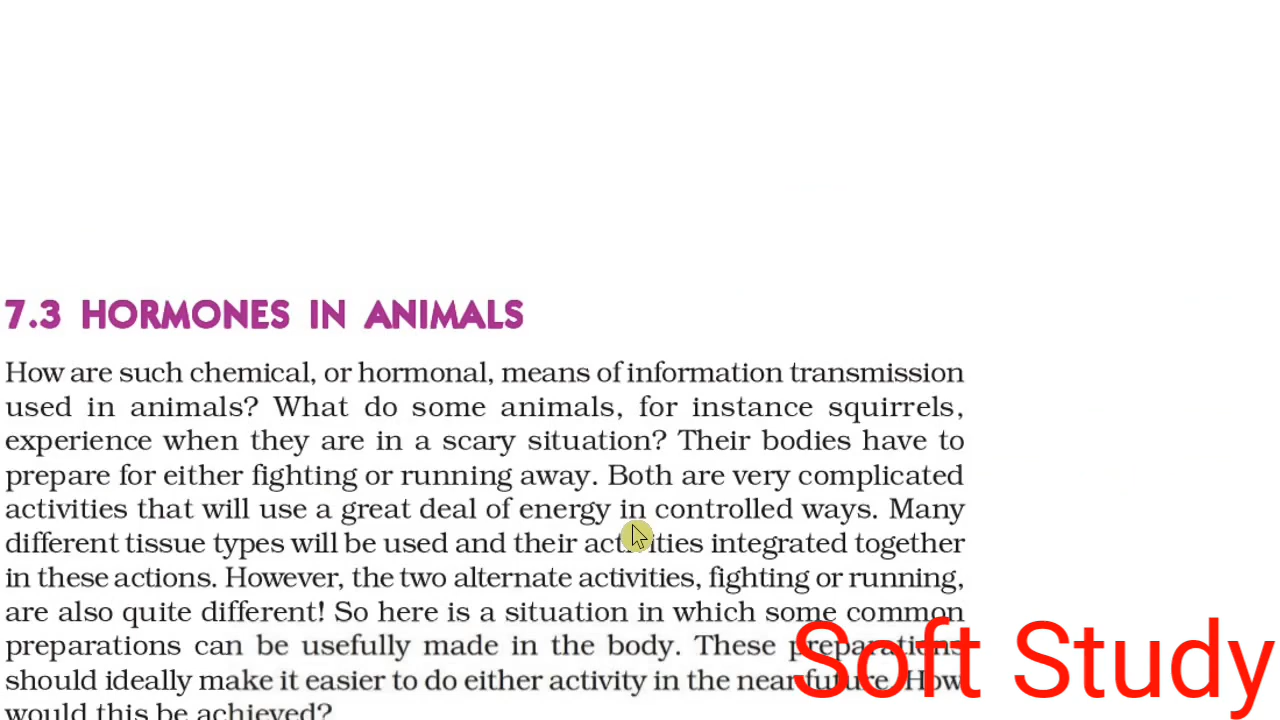 7.3 HORMONES IN ANIMALS
How are such chemical, or hormonal, means of information transmission
used in animals? What do some animals, for instance squirrels,
experience when they are in a scary situation? Their bodies have to
prepare for either fighting or running away. Both are very complicated
activities that will use a great deal of energy in controlled ways. Many
different tissue types will be used and their activities integrated together
in these actions. However, the two alternate activities, fighting or running,
are also quite different! So here is a situation in which some common
preparations can be usefully made in the body. These preparations
should ideally make it easier to do either activity in the near future. How
would this be achieved?
Soft Study